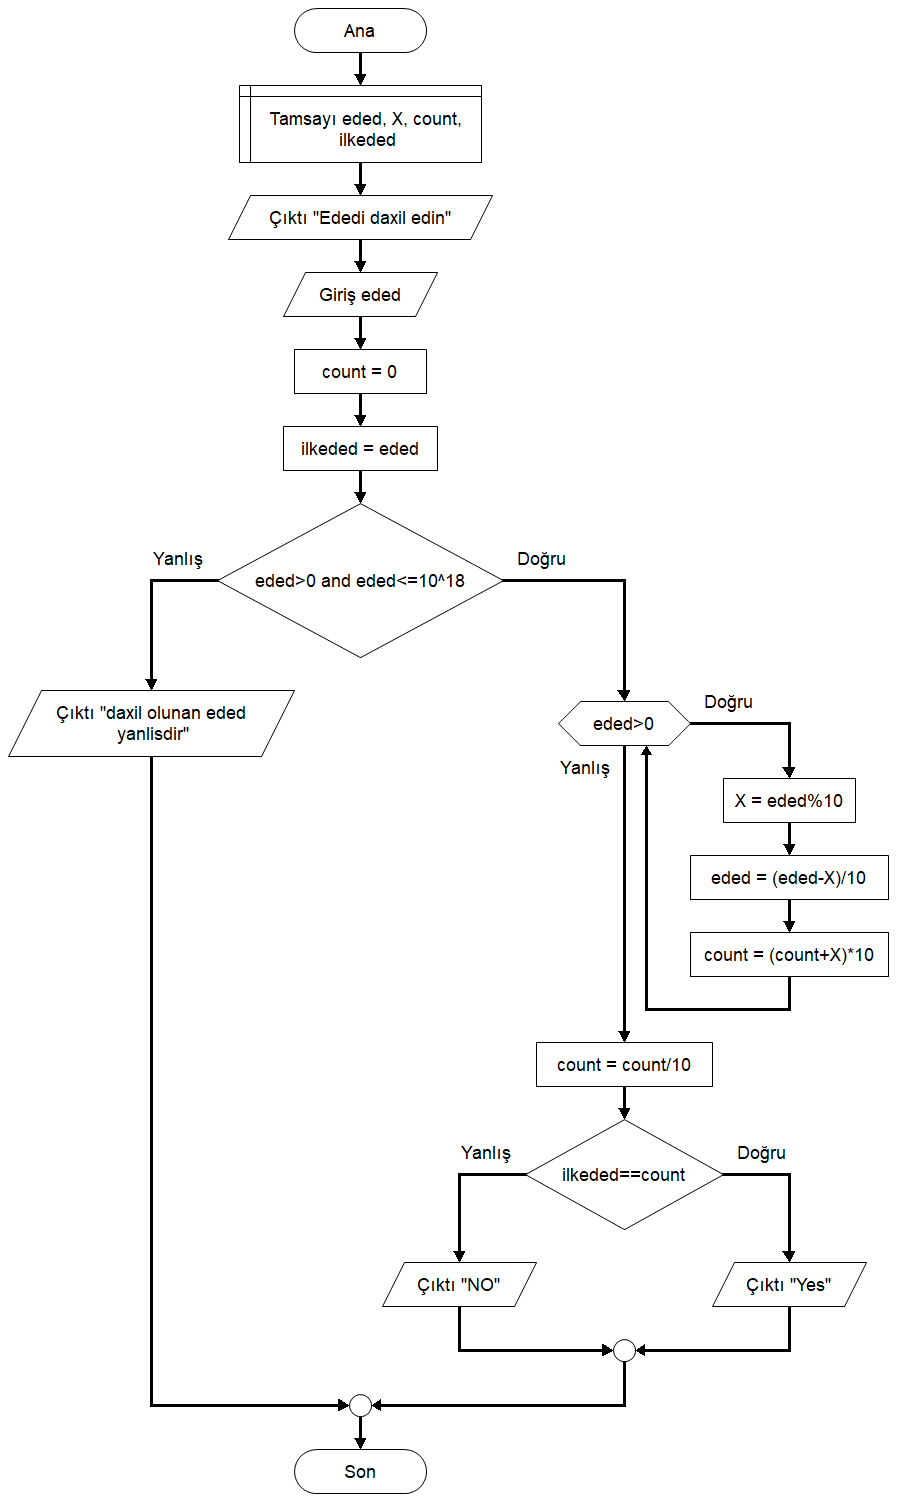 Ana
Tamsayı eded, X, count,
ilkeded
Çıktı "Ededi daxil edin"
Giriş eded
count = 0
ilkeded = eded
Yanlış
Doğru
eded>0 and eded<=10^18
Çıktı "daxil olunan eded
yanlisdir"
eded>0
Doğru
Yanlış
X = eded%10
eded = (eded-X)/10
count = (count+X)*10
count = count/10
Yanlış
Doğru
ilkeded==count
Çıktı "NO"
Çıktı "Yes"
Son